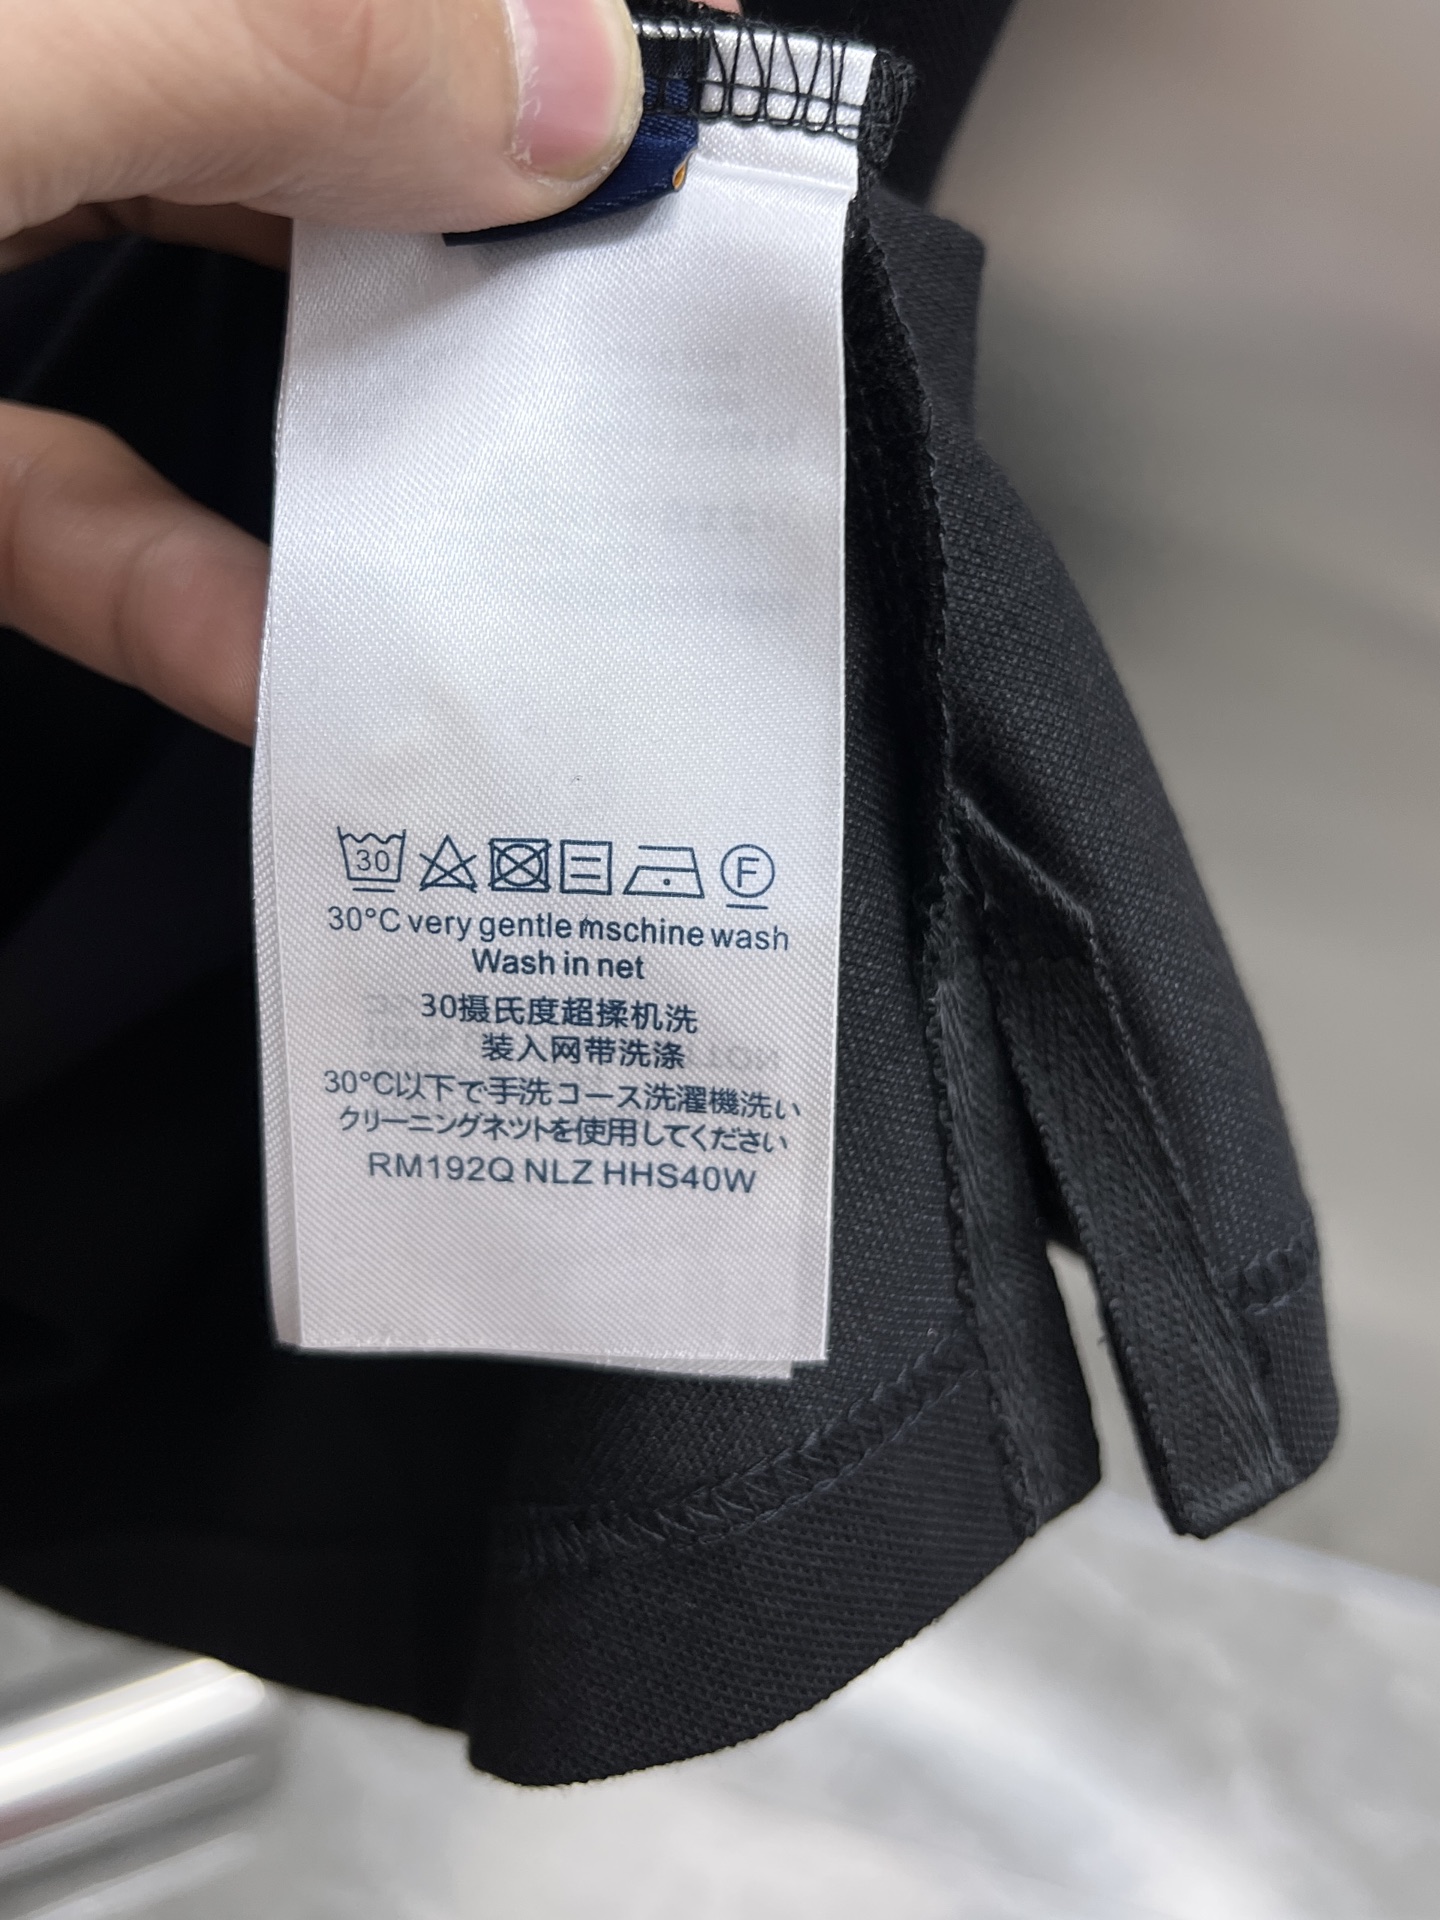 30
F
30°C very gentle mschine wash
Wash in net
30摄氏度超揉机洗
装入网带洗涤
30°C以下で手洗コース洗濯機洗い
クリーニングネットを使用してください
RM192Q NLZ HHS40W